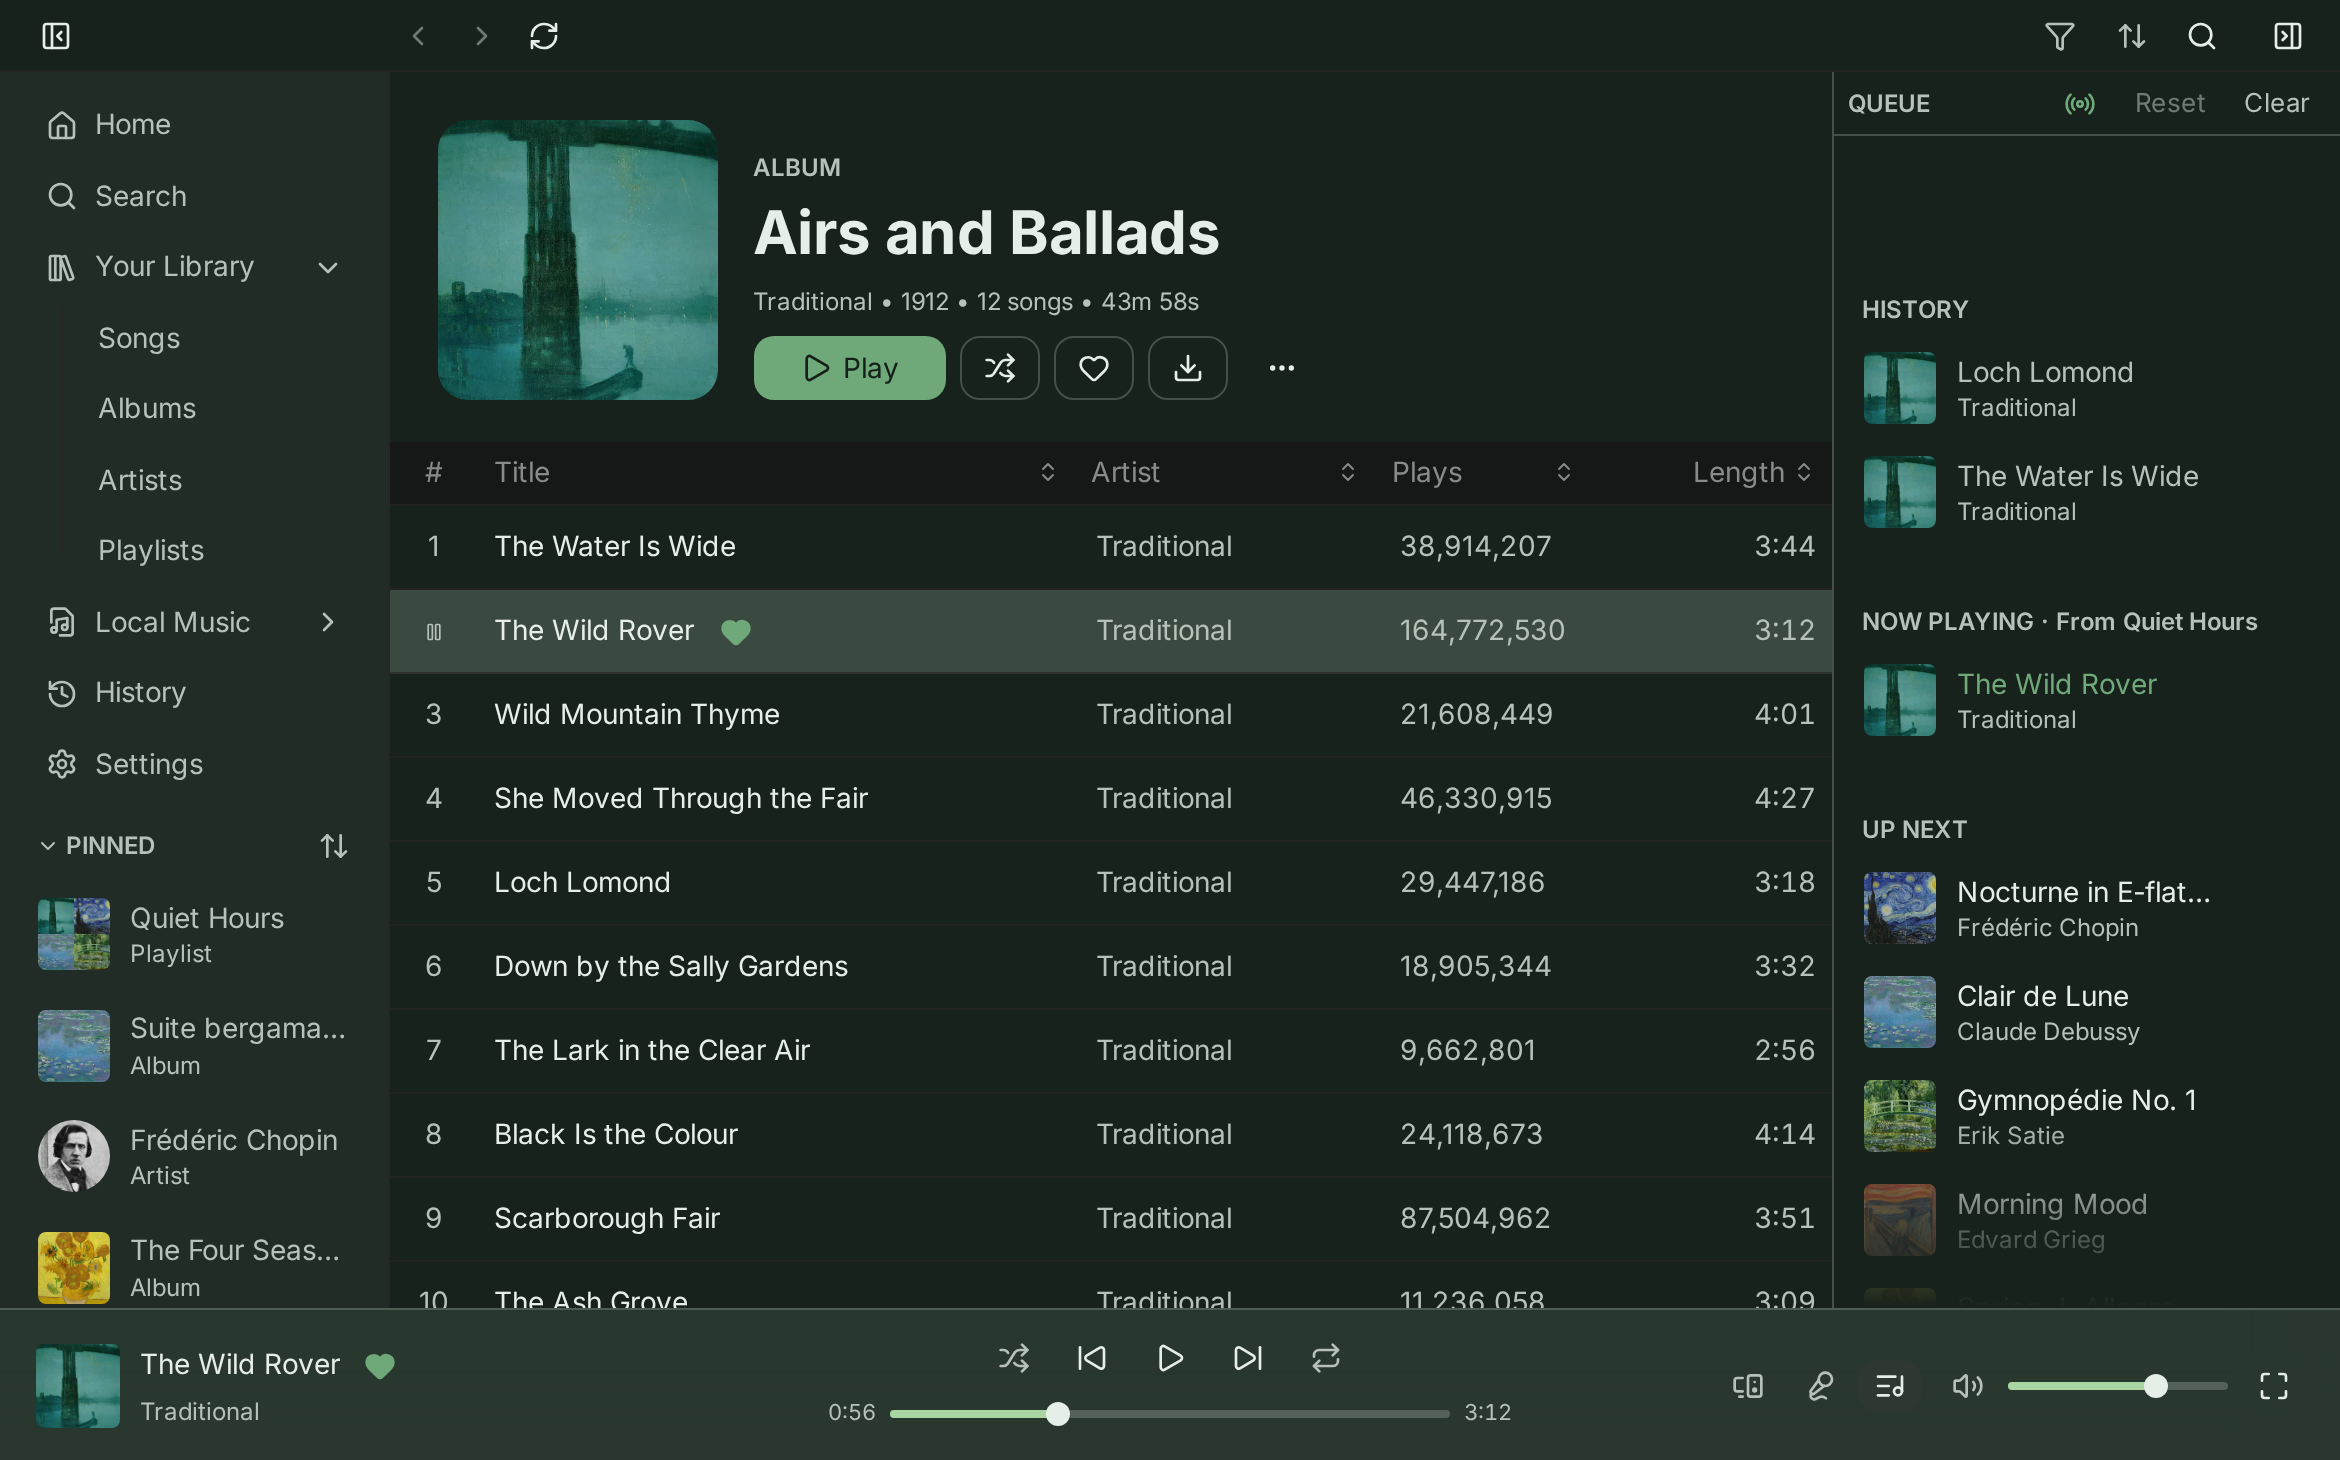 Home
Search
Your Library
Songs
Albums
Artists
Playlists
Local Music
History
Settings
PINNED
Quiet Hours
Playlist
Suite bergama...
Album
Frédéric Chopin
Artist
The Four Seas...
Album
ALBUM
Airs and Ballads
Traditional • 1912 • 12 songs • 43m 58s
Play
# Title Artist Plays Length
1 The Water Is Wide Traditional 38,914,207 3:44
The Wild Rover Traditional 164,772,530 3:12
3 Wild Mountain Thyme Traditional 21,608,449 4:01
4 She Moved Through the Fair Traditional 46,330,915 4:27
5 Loch Lomond Traditional 29,447,186 3:18
6 Down by the Sally Gardens Traditional 18,905,344 3:32
7 The Lark in the Clear Air Traditional 9,662,801 2:56
8 Black Is the Colour Traditional 24,118,673 4:14
9 Scarborough Fair Traditional 87,504,962 3:51
10 The Ash Grove Traditional 11,236,058 3:09
QUEUE Reset Clear
HISTORY
Loch Lomond
Traditional
The Water Is Wide
Traditional
NOW PLAYING · From Quiet Hours
The Wild Rover
Traditional
UP NEXT
Nocturne in E-flat...
Frédéric Chopin
Clair de Lune
Claude Debussy
Gymnopédie No. 1
Erik Satie
Morning Mood
Edvard Grieg
The Wild Rover
Traditional
0:56 3:12